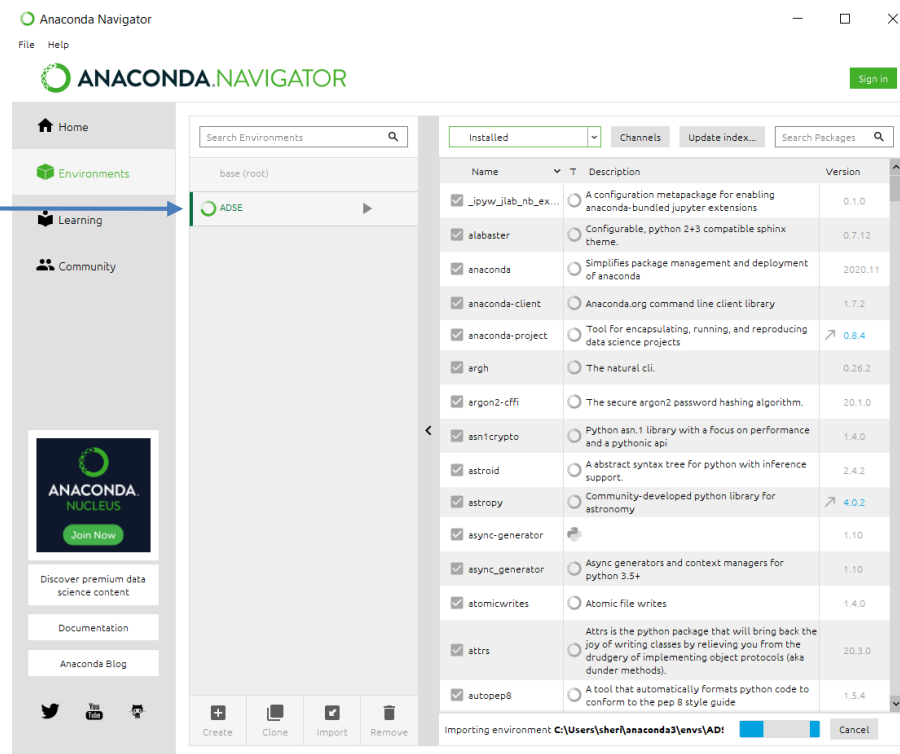 Anaconda Navigator
File Help
ANACONDA.NAVIGATOR
Sign in
Home
Environments
Learning
Community
ANACONDA.
NUCLEUS
Join Now
Discover premium data
science content
Documentation
Anaconda Blog
You
Tube
Search Environments
base (root)
ADSE
Create Clone Import Remove
Installed Channels Update index... Search Packages
Name T Description Version
_ipyw_jlab_nb_ex... A configuration metapackage for enabling
anaconda-bundled jupyter extensions 0.1.0
alabaster Configurable, python 2+3 compatible sphinx
theme. 0.7.12
anaconda Simplifies package management and deployment
of anaconda 2020.11
anaconda-client Anaconda.org command line client library 1.7.2
anaconda-project Tool for encapsulating, running, and reproducing
data science projects 0.8.4
argh The natural cli. 0.26.2
argon2-cffi The secure argon2 password hashing algorithm. 20.1.0
asn1crypto Python asn.1 library with a focus on performance
and a pythonic api 1.4.0
astroid A abstract syntax tree for python with inference
support. 2.4.2
astropy Community-developed python library for
astronomy 4.0.2
async-generator 1.10
async_generator Async generators and context managers for
python 3.5+ 1.10
atomicwrites Atomic file writes 1.4.0
attrs Attrs is the python package that will bring back the
joy of writing classes by relieving you from the
drudgery of implementing object protocols (aka
dunder methods). 20.3.0
autopep8 A tool that automatically formats python code to
conform to the pep 8 style guide 1.5.4
Importing environment C:\Users\sheri\anaconda3\envs\AD! Cancel